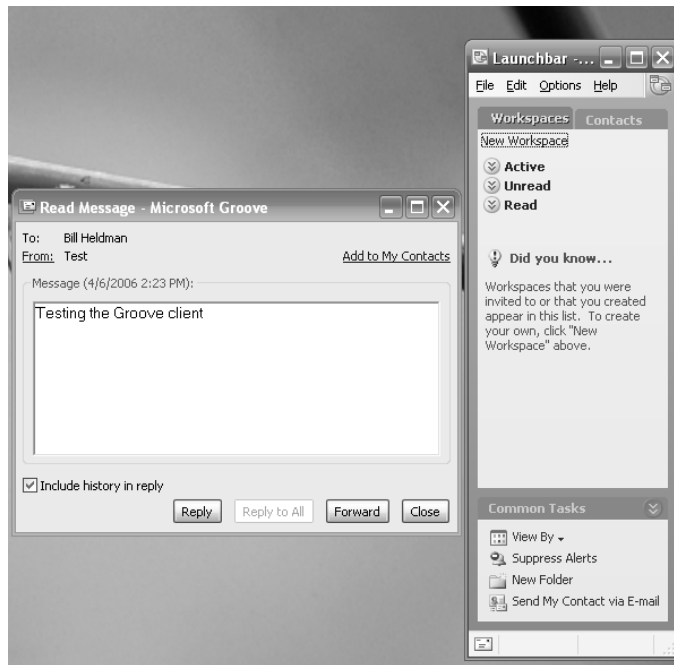 Launchbar -...
File Edit Options Help
Workspaces Contacts
New Workspace
Active
Unread
Read
Did you know...
Workspaces that you were
invited to or that you created
appear in this list. To create
your own, click "New
Workspace" above.
Common Tasks
View By
Suppress Alerts
New Folder
Send My Contact via E-mail
Read Message - Microsoft Groove
To: Bill Heldman
From: Test Add to My Contacts
Message (4/6/2006 2:23 PM):
Testing the Groove client
Include history in reply
Reply Reply to All Forward Close